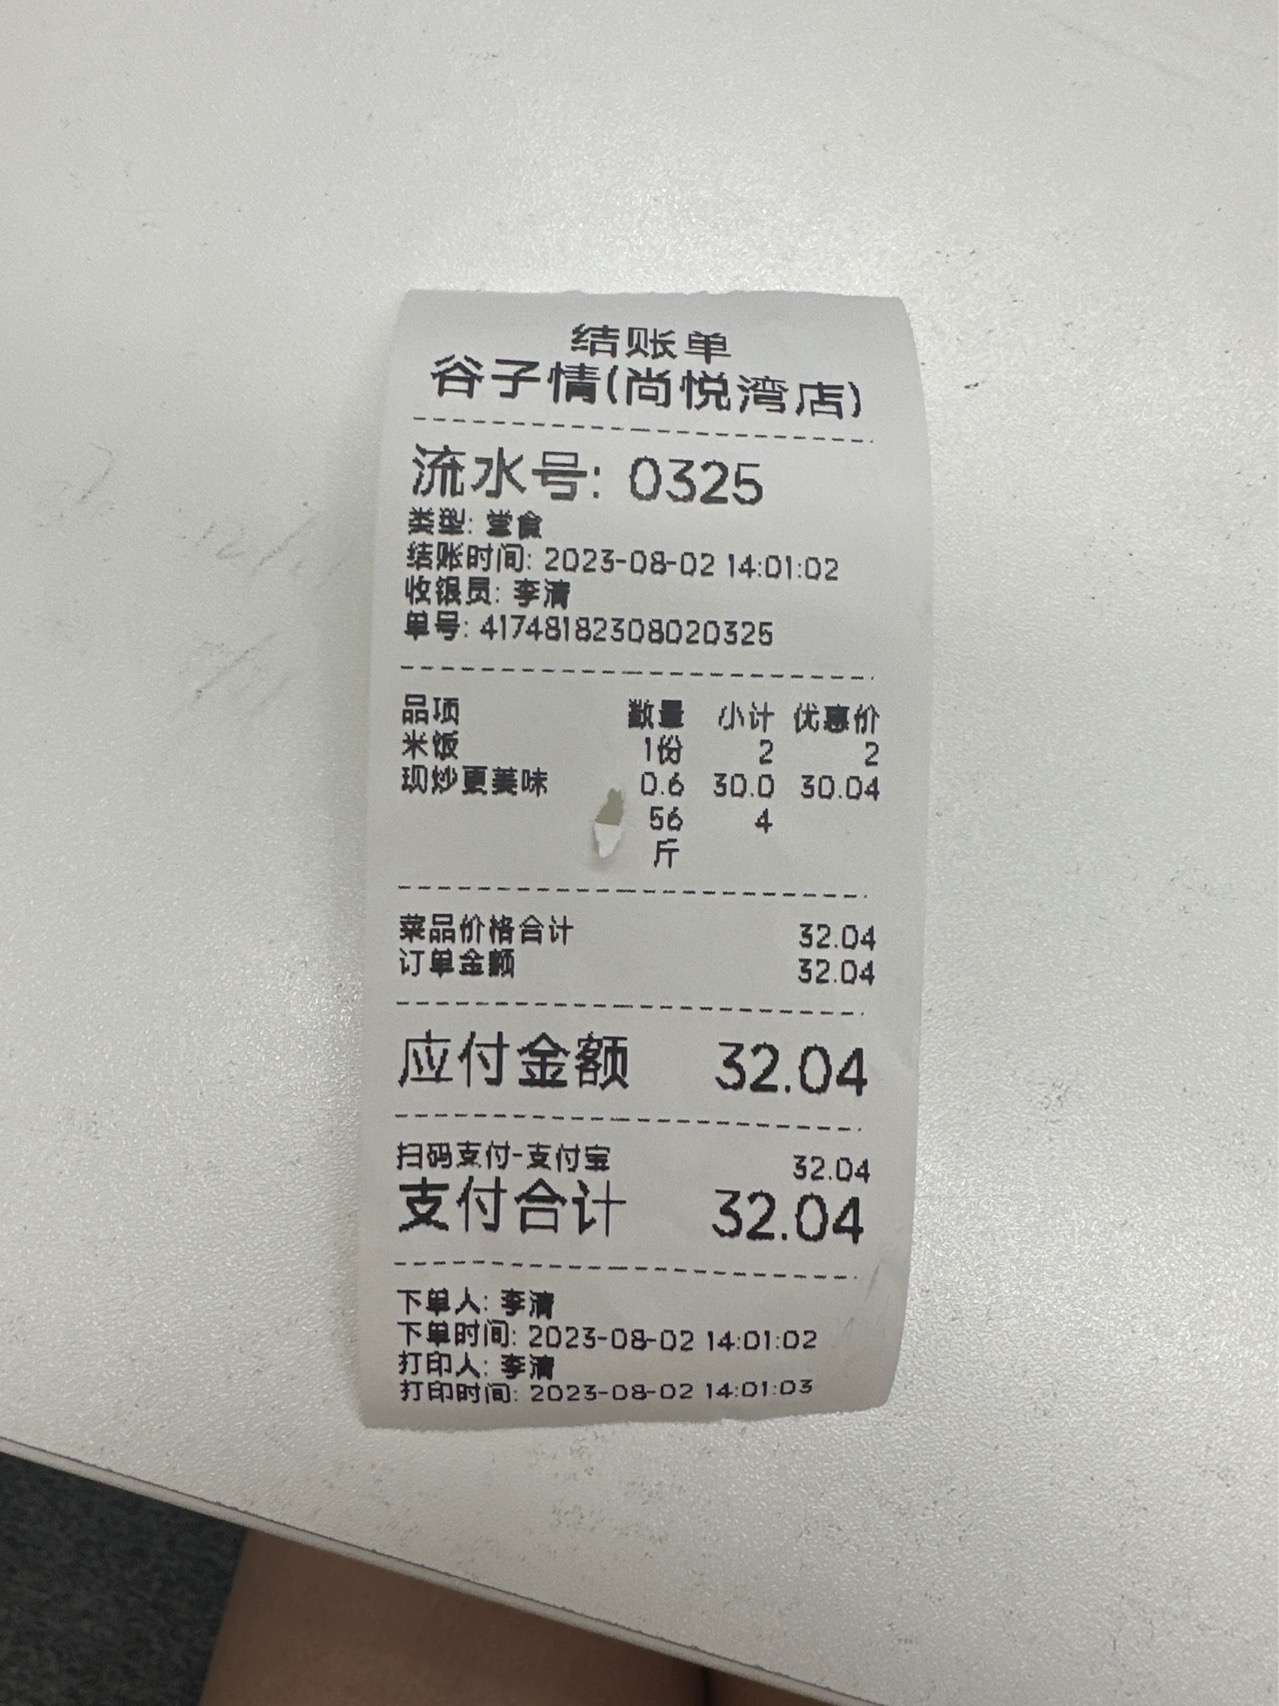 结账单
谷子情(尚悦湾店)
流水号: 0325
类型: 堂食
结账时间: 2023-08-02 14:01:02
收银员: 李清
单号: 41748182308020325
品项 数量 小计 优惠价
米饭 1份 2 2
现炒更美味 0.6 30.0 30.04
56 4
斤
菜品价格合计 32.04
订单金额 32.04
应付金额 32.04
扫码支付-支付宝 32.04
支付合计 32.04
下单人: 李清
下单时间: 2023-08-02 14:01:02
打印人: 李清
打印时间: 2023-08-02 14:01:03